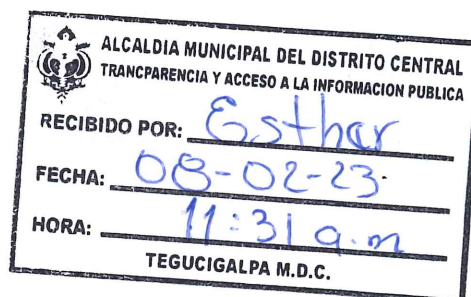 ALCALDIA MUNICIPAL DEL DISTRITO CENTRAL
TRANCPARENCIA Y ACCESO A LA INFORMACION PUBLICA
RECIBIDO POR: Esthar
FECHA: 08-02-23.
HORA: 11:31 a.m
TEGUCIGALPA M.D.C.